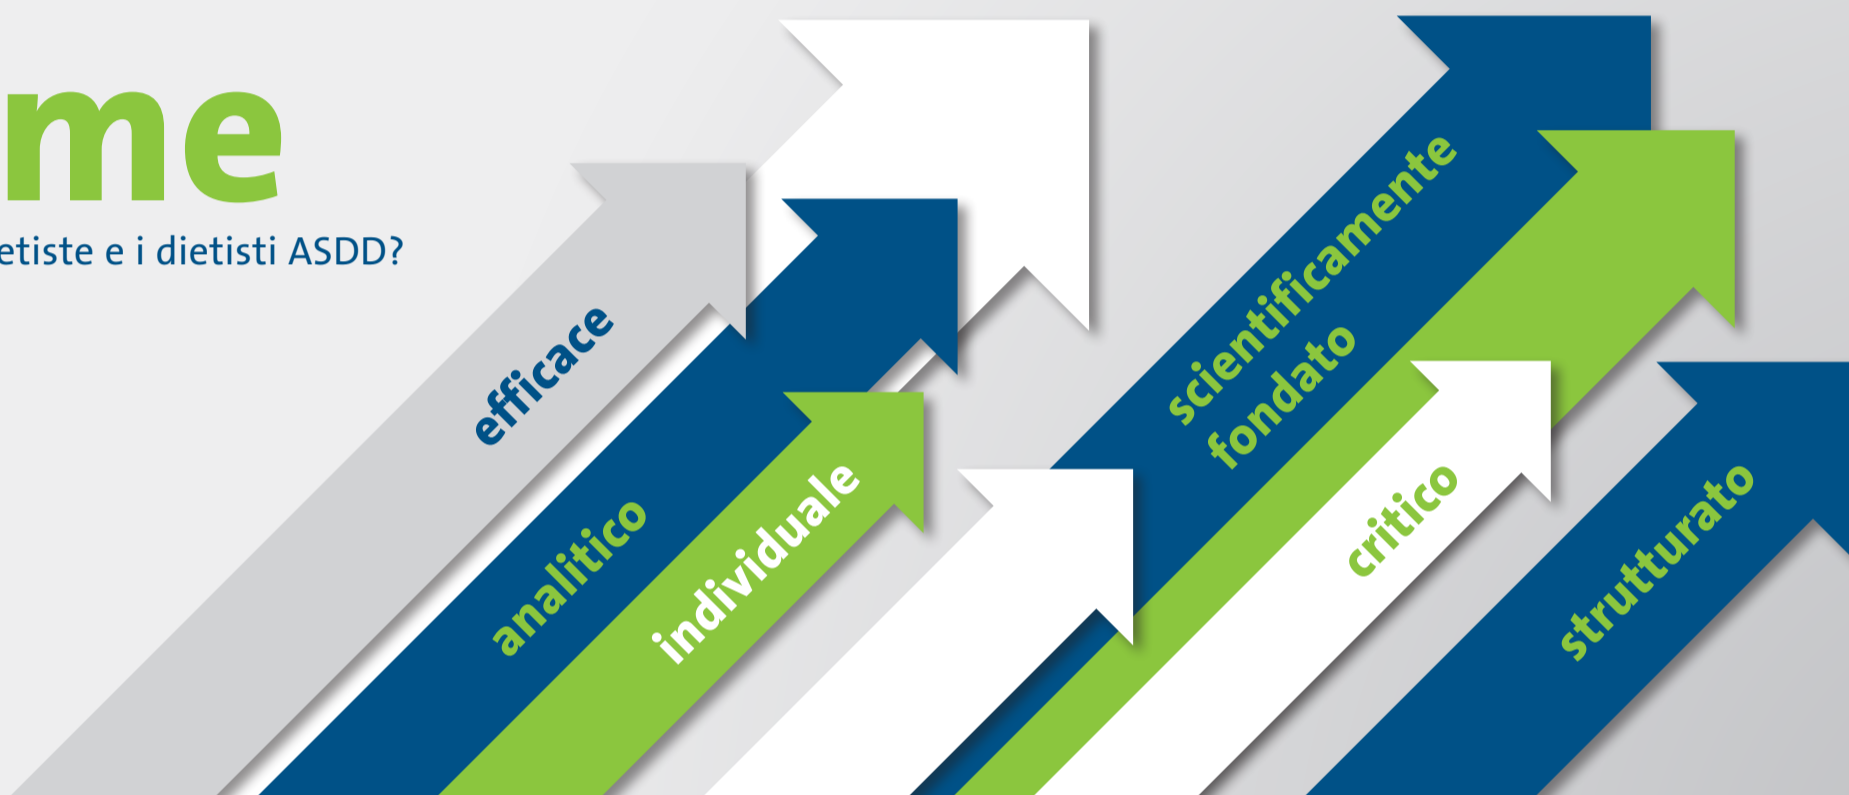 me
etiste e i dietisti ASDD?
efficace
analitico
individuale
scientificamente
fondato
critico
strutturato